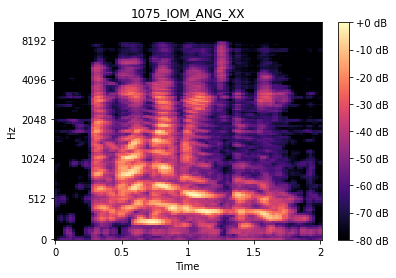 1075_IOM_ANG_XX
+0 dB
8192
-10 dB
4096
-20 dB
-30 dB
Hz
2048
-40 dB
1024
-50 dB
-60 dB
512
-70 dB
0
-80 dB
0 0.5 1 1.5 2
Time